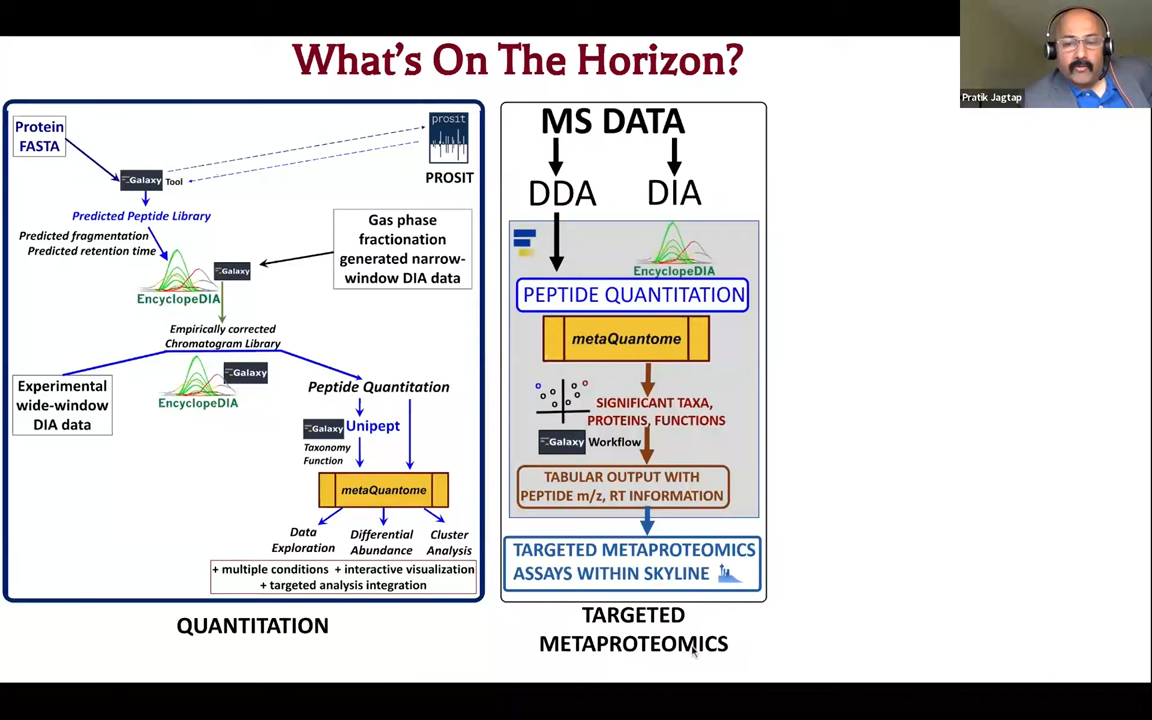 What's On The Horizon?
Pratik Jagtap
Protein
FASTA
prosit
PROSIT
Galaxy Tool
Predicted Peptide Library
Predicted fragmentation
Predicted retention time
Gas phase
fractionation
generated narrow-
window DIA data
Galaxy
EncyclopeDIA
Empirically corrected
Chromatogram Library
Galaxy
EncyclopeDIA
Experimental
wide-window
DIA data
Peptide Quantitation
Galaxy Unipept
Taxonomy
Function
metaQuantome
Data
Exploration
Differential
Abundance
Cluster
Analysis
+ multiple conditions + interactive visualization
+ targeted analysis integration
QUANTITATION
MS DATA
DDA DIA
EncyclopeDIA
PEPTIDE QUANTITATION
metaQuantome
SIGNIFICANT TAXA,
PROTEINS, FUNCTIONS
Galaxy Workflow
TABULAR OUTPUT WITH
PEPTIDE m/z, RT INFORMATION
TARGETED METAPROTEOMICS
ASSAYS WITHIN SKYLINE
TARGETED
METAPROTEOMICS